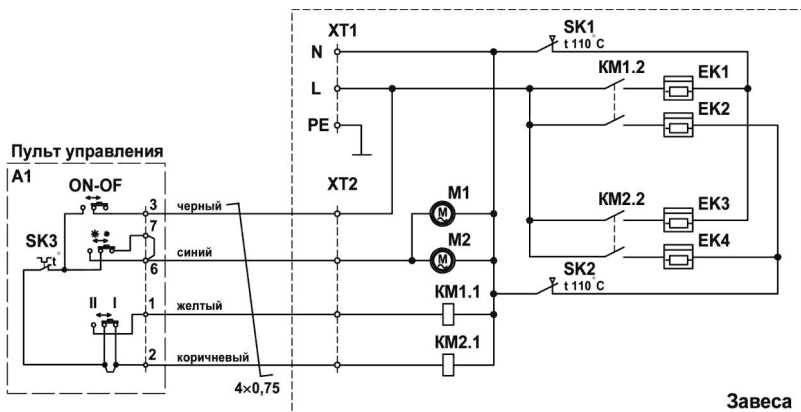 XT1
N
L
PE
SK1
t 110°C
KM1.2
EK1
EK2
Пульт управления
A1
ON-OF
SK3
t°
3
черный
7
6
синий
II I
1
желтый
2
коричневый
4×0,75
XT2
M1
M
M2
M
KM1.1
KM2.1
KM2.2
EK3
EK4
SK2
t 110°C
Завеса